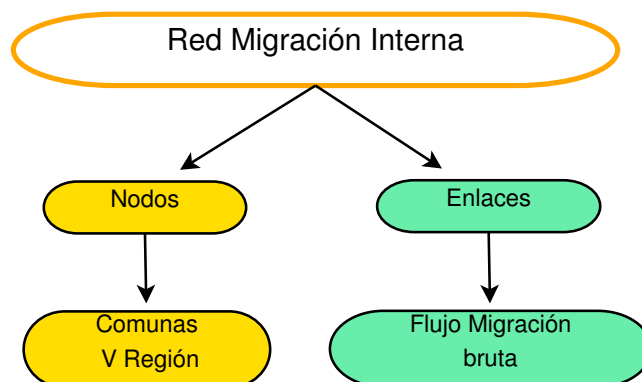 Red Migración Interna
Nodos
Enlaces
Comunas
V Región
Flujo Migración
bruta